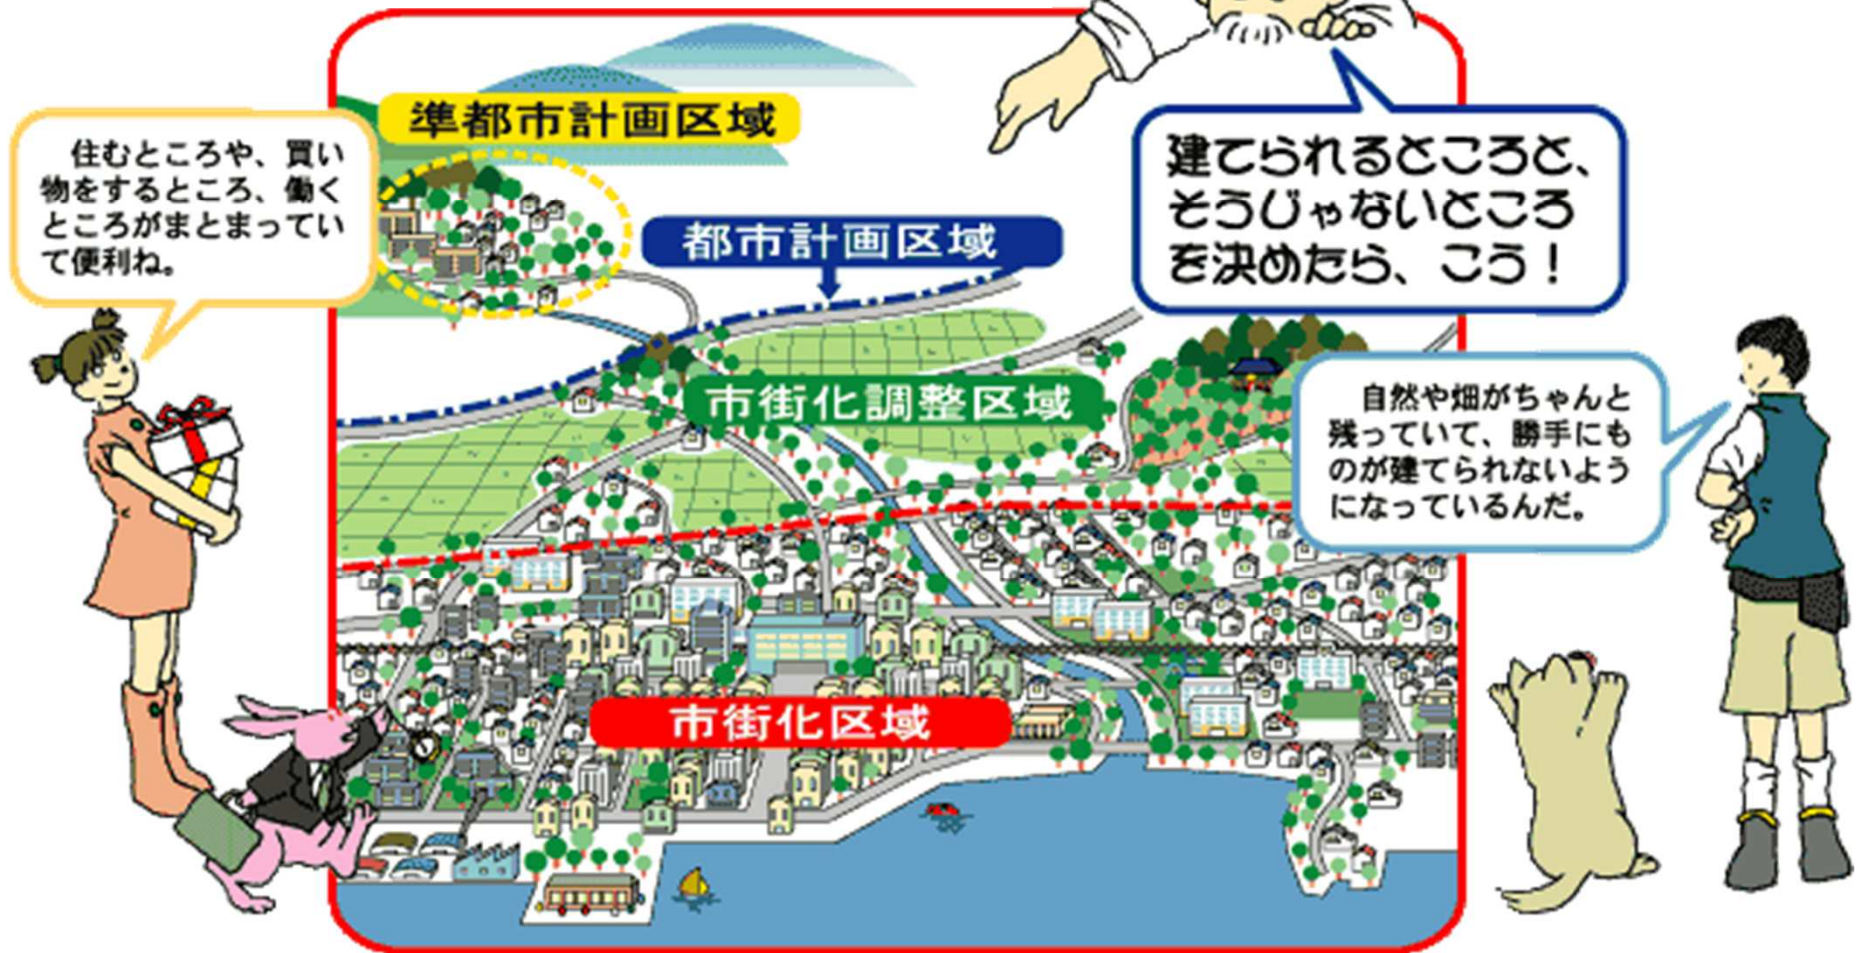 準都市計画区域
住むところや、買い
物をするところ、働く
ところがまとまってい
て便利ね。
建てられるところと、
そうじゃないところ
を決めたら、こう！
都市計画区域
市街化調整区域
自然や畑がちゃんと
残っていて、勝手にも
のが建てられないよう
になっているんだ。
市街化区域